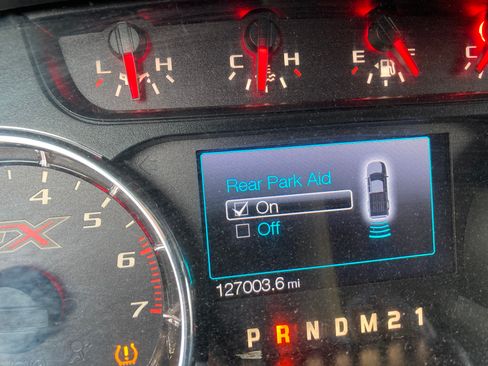 L H C H E F C
Rear Park Aid
On
Off
4
5
6
7
127003.6 mi
P R N D M 2 1